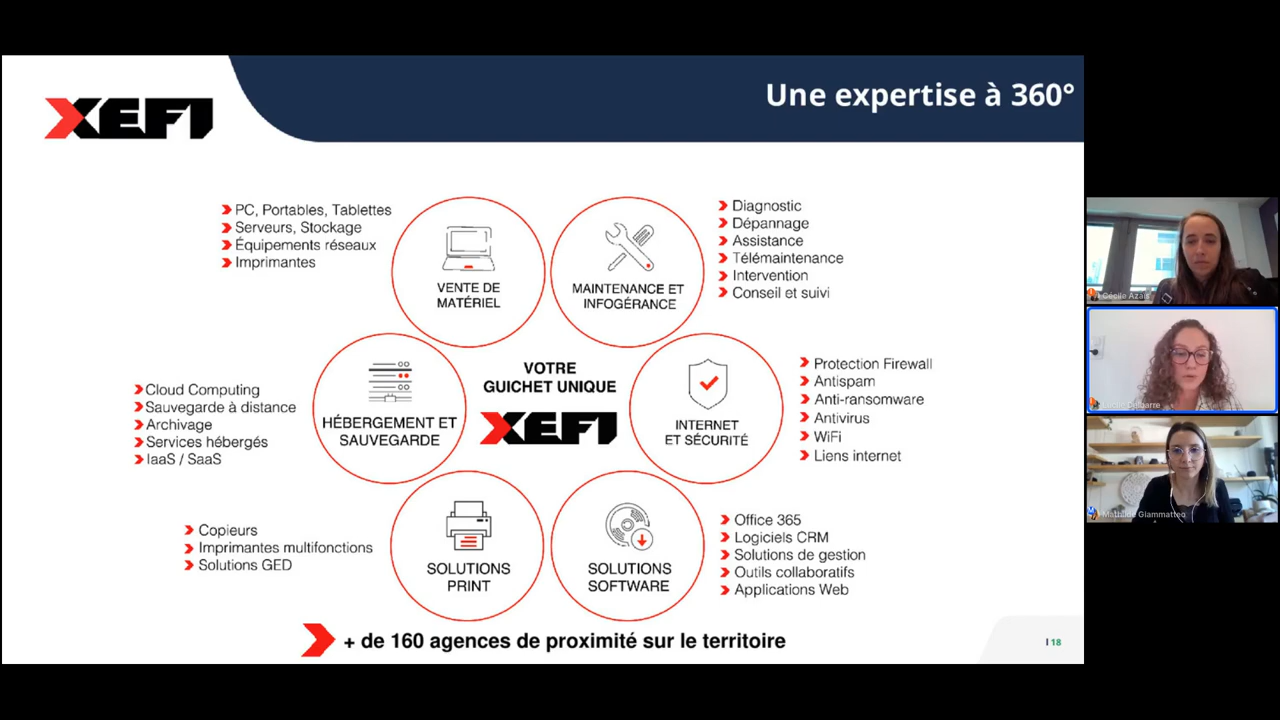 XEFI
Une expertise à 360°
PC, Portables, Tablettes
Serveurs, Stockage
Équipements réseaux
Imprimantes
VENTE DE
MATÉRIEL
MAINTENANCE ET
INFOGÉRANCE
Diagnostic
Dépannage
Assistance
Télémaintenance
Intervention
Conseil et suivi
Cloud Computing
Sauvegarde à distance
Archivage
Services hébergés
IaaS / SaaS
HÉBERGEMENT ET
SAUVEGARDE
VOTRE
GUICHET UNIQUE
XEFI
INTERNET
ET SÉCURITÉ
Protection Firewall
Antispam
Anti-ransomware
Antivirus
WiFi
Liens internet
Copieurs
Imprimantes multifonctions
Solutions GED
SOLUTIONS
PRINT
SOLUTIONS
SOFTWARE
Office 365
Logiciels CRM
Solutions de gestion
Outils collaboratifs
Applications Web
+ de 160 agences de proximité sur le territoire
I 18
Cécile Azaïs
Mathilde Giammatteo